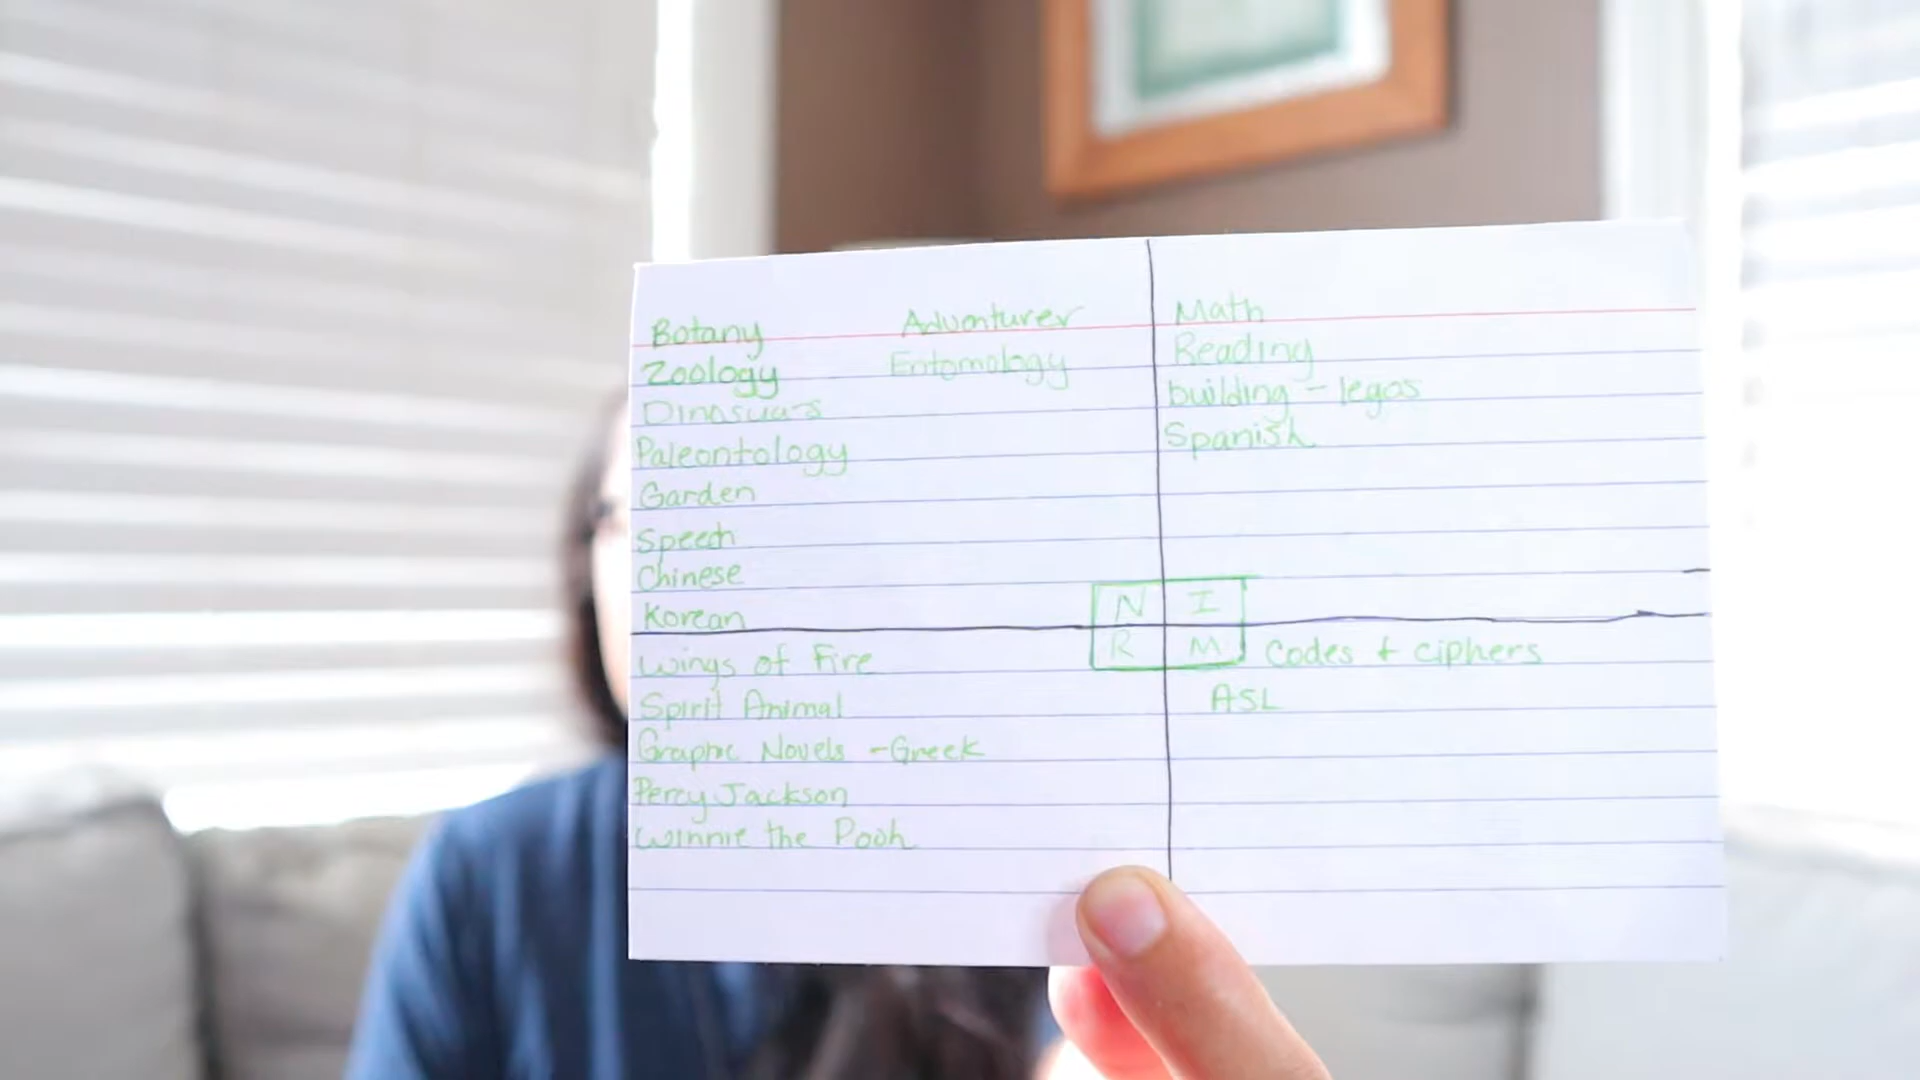 Botany
Zoology
Dinosuars
Paleontology
Garden
Speech
Chinese
Korean
Adventurer
Entomology
Math
Reading
building - legos
Spanish
N I
R M
Wings of Fire
Spirit Animal
Graphic Novels - Greek
Percy Jackson
Winnie the Pooh
Codes + ciphers
ASL